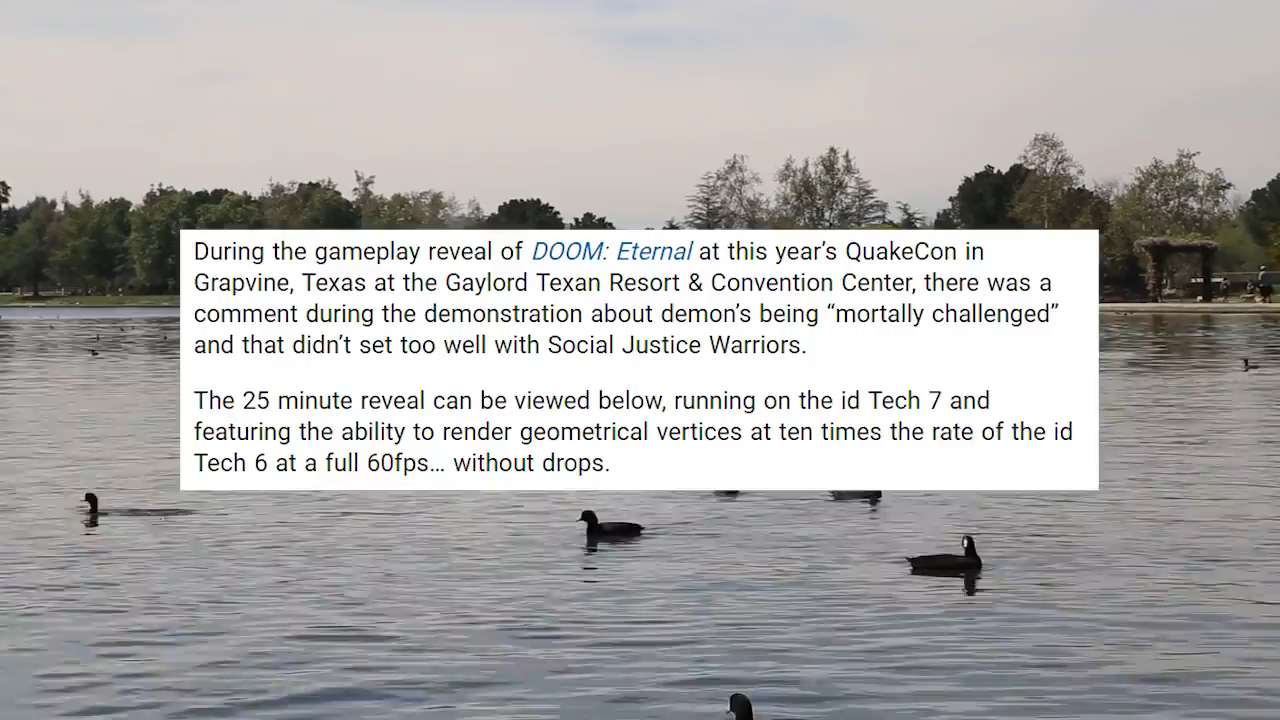 During the gameplay reveal of DOOM: Eternal at this year’s QuakeCon in
Grapvine, Texas at the Gaylord Texan Resort & Convention Center, there was a
comment during the demonstration about demon’s being “mortally challenged”
and that didn’t set too well with Social Justice Warriors.
The 25 minute reveal can be viewed below, running on the id Tech 7 and
featuring the ability to render geometrical vertices at ten times the rate of the id
Tech 6 at a full 60fps… without drops.